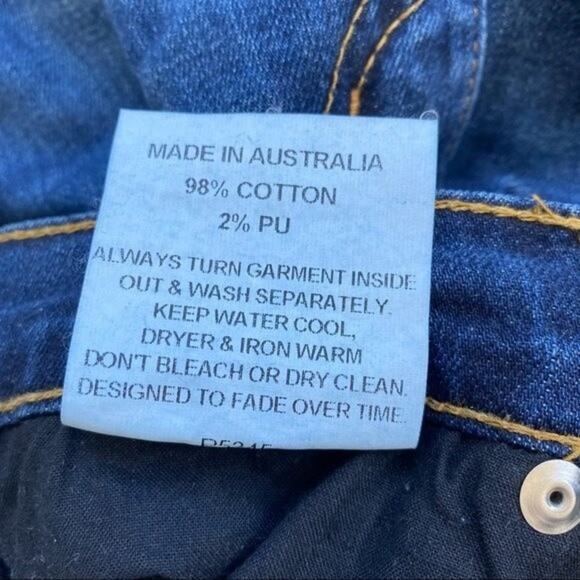 MADE IN AUSTRALIA
98% COTTON
2% PU
ALWAYS TURN GARMENT INSIDE
OUT & WASH SEPARATELY.
KEEP WATER COOL,
DRYER & IRON WARM
DON'T BLEACH OR DRY CLEAN.
DESIGNED TO FADE OVER TIME.